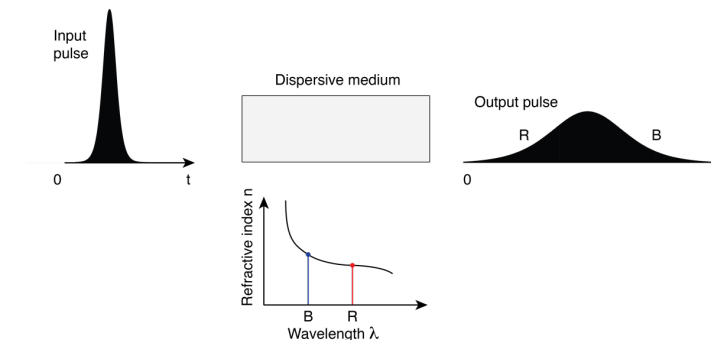 Input
pulse
0
t
Dispersive medium
Output pulse
R
B
0
Refractive index n
B
R
Wavelength λ